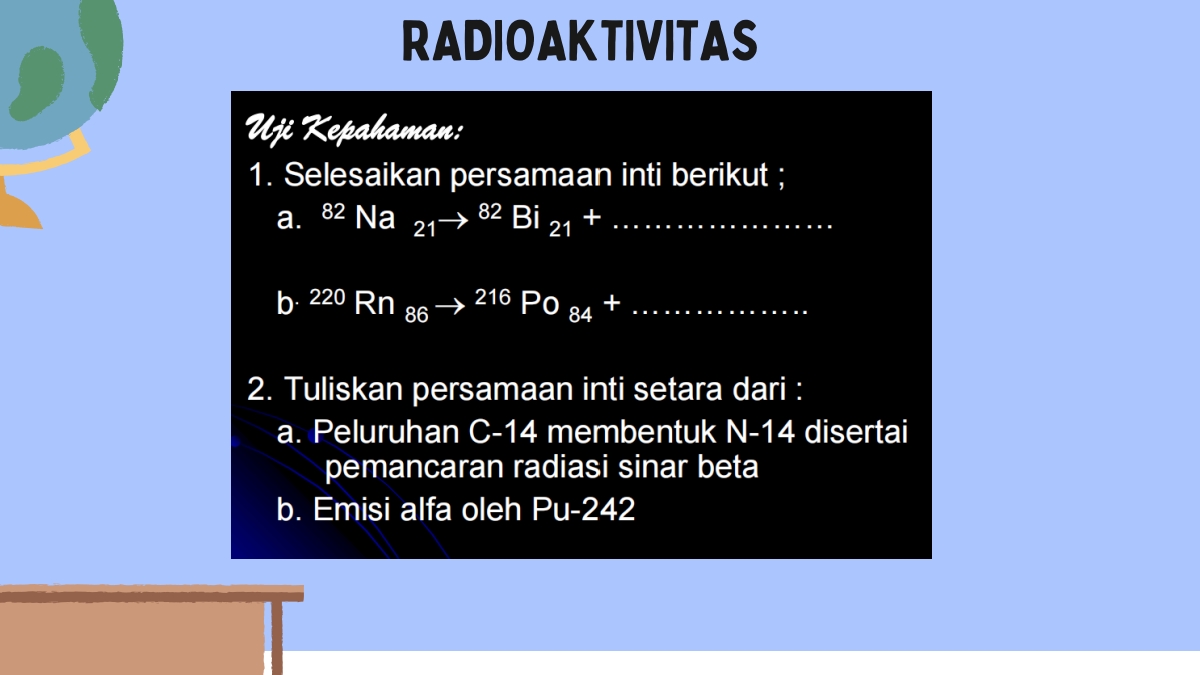 RADIOAKTIVITAS
Uji Kepahaman:
1. Selesaikan persamaan inti berikut ;
a. ⁸² Na ₂₁→ ⁸² Bi ₂₁ + …………………
b. ²²⁰ Rn ₈₆ → ²¹⁶ Po ₈₄ + ……………..
2. Tuliskan persamaan inti setara dari :
a. Peluruhan C-14 membentuk N-14 disertai
pemancaran radiasi sinar beta
b. Emisi alfa oleh Pu-242